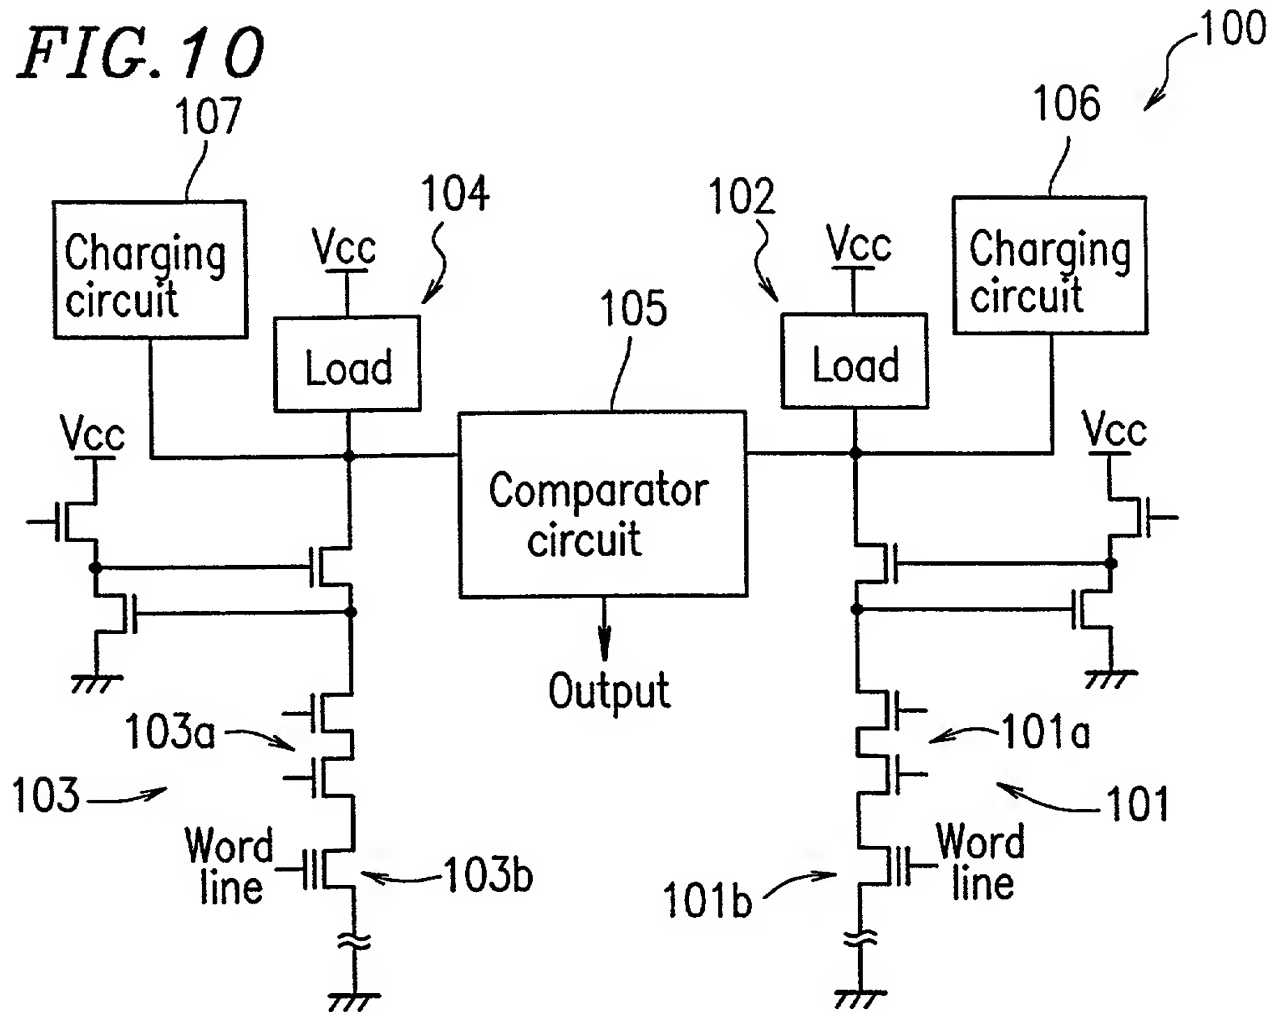 FIG.10
100
107
106
104
102
Charging
circuit
Vcc
Vcc
Charging
circuit
105
Load
Load
Vcc
Vcc
Comparator
circuit
Output
103a
101a
103
101
Word
line
103b
101b
Word
line